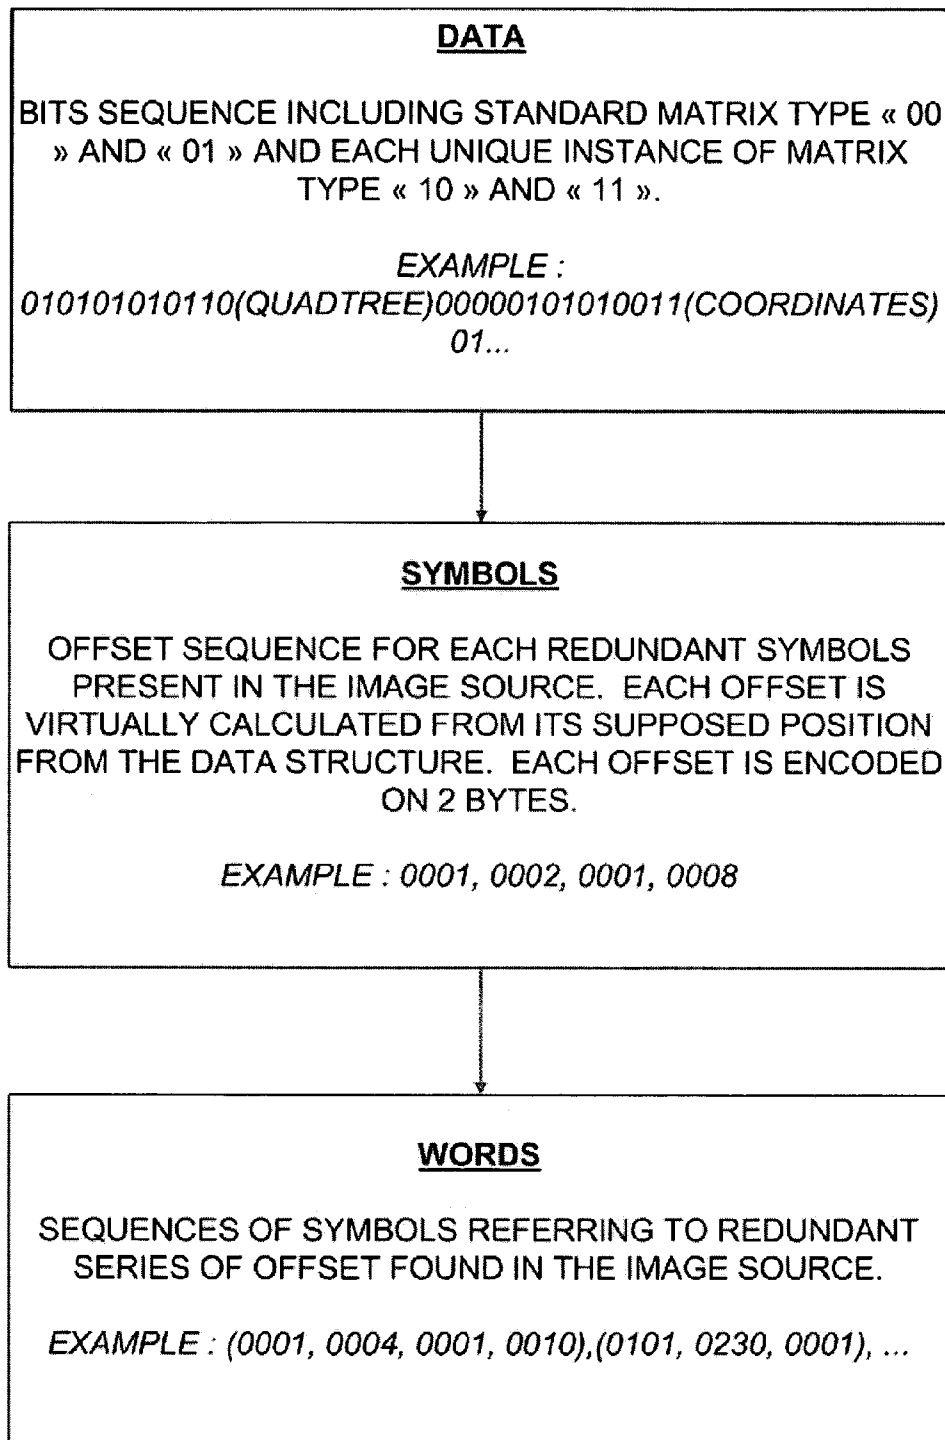 DATA
BITS SEQUENCE INCLUDING STANDARD MATRIX TYPE « 00
» AND « 01 » AND EACH UNIQUE INSTANCE OF MATRIX
TYPE « 10 » AND « 11 ».
EXAMPLE :
010101010110(QUADTREE)00000101010011(COORDINATES)
01...
SYMBOLS
OFFSET SEQUENCE FOR EACH REDUNDANT SYMBOLS
PRESENT IN THE IMAGE SOURCE. EACH OFFSET IS
VIRTUALLY CALCULATED FROM ITS SUPPOSED POSITION
FROM THE DATA STRUCTURE. EACH OFFSET IS ENCODED
ON 2 BYTES.
EXAMPLE : 0001, 0002, 0001, 0008
WORDS
SEQUENCES OF SYMBOLS REFERRING TO REDUNDANT
SERIES OF OFFSET FOUND IN THE IMAGE SOURCE.
EXAMPLE : (0001, 0004, 0001, 0010),(0101, 0230, 0001), ...